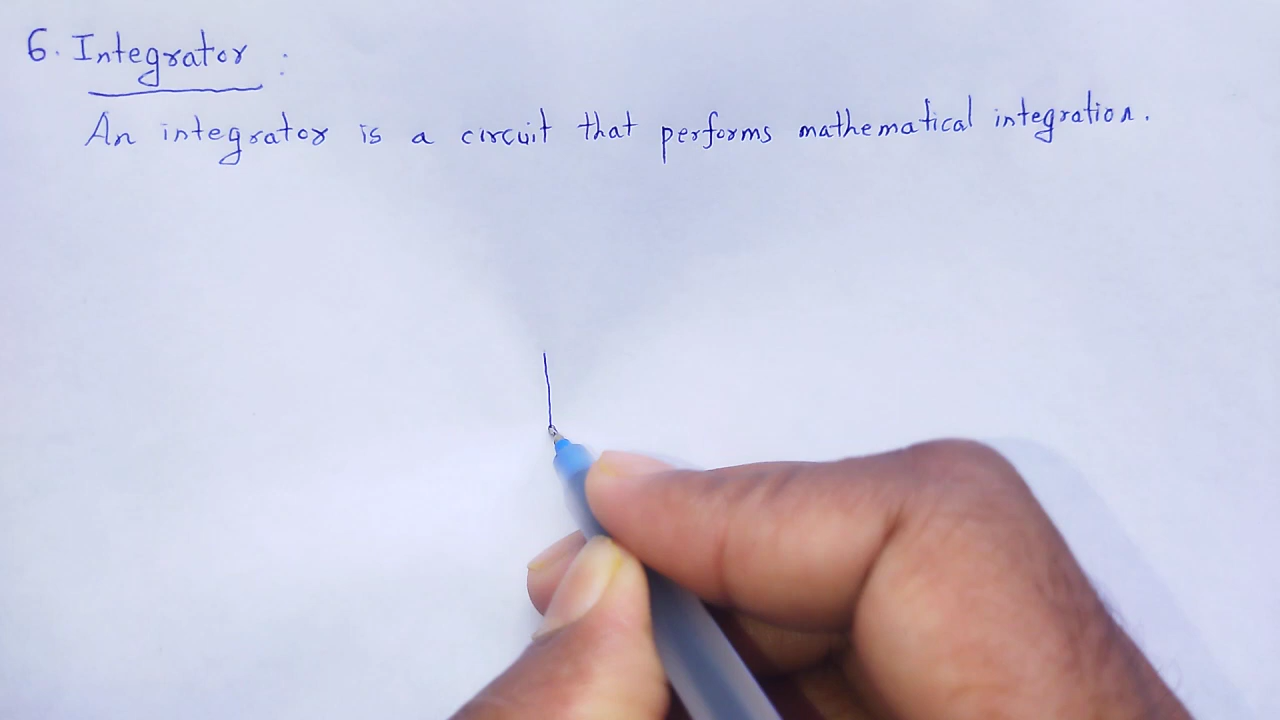 6. Integrator :
An integrator is a circuit that performs mathematical integration.